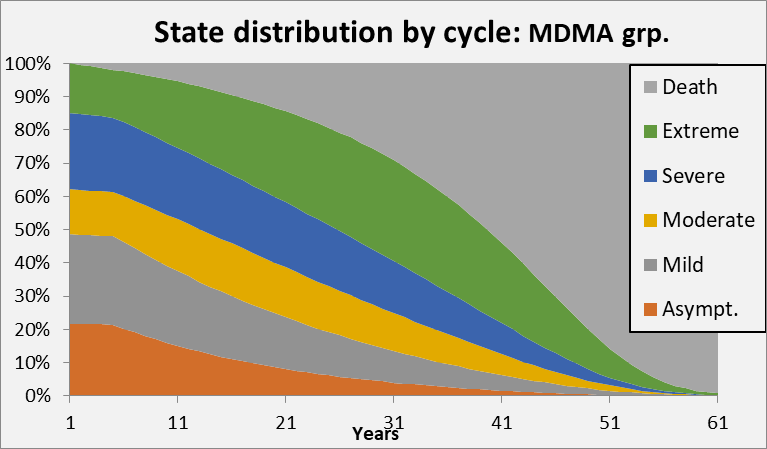 State distribution by cycle: MDMA grp.
100%
90%
80%
70%
60%
50%
40%
30%
20%
10%
0%
Death
Extreme
Severe
Moderate
Mild
Asympt.
1 11 21 31 41 51 61
Years